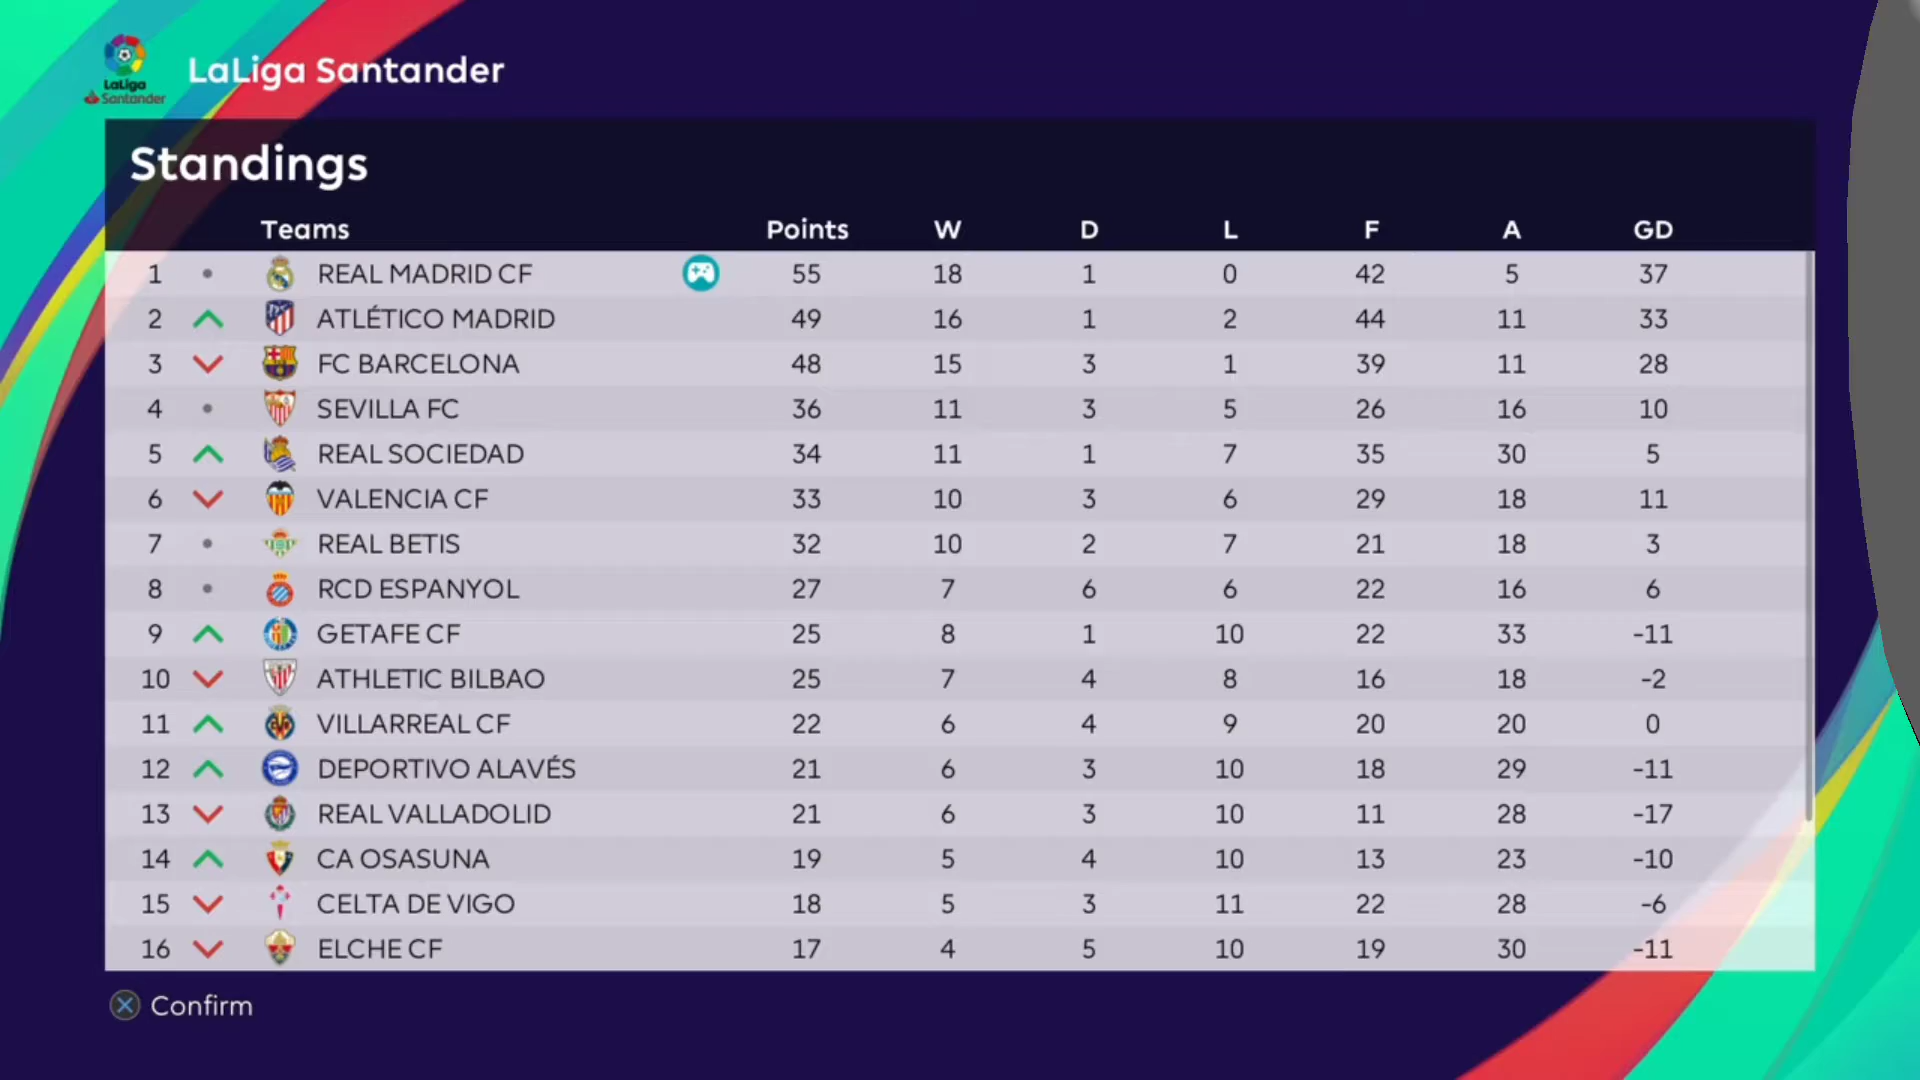 LaLiga
Santander
LaLiga Santander
Standings
Teams Points W D L F A GD
1 REAL MADRID CF 55 18 1 0 42 5 37
2 ATLÉTICO MADRID 49 16 1 2 44 11 33
3 FC BARCELONA 48 15 3 1 39 11 28
4 SEVILLA FC 36 11 3 5 26 16 10
5 REAL SOCIEDAD 34 11 1 7 35 30 5
6 VALENCIA CF 33 10 3 6 29 18 11
7 REAL BETIS 32 10 2 7 21 18 3
8 RCD ESPANYOL 27 7 6 6 22 16 6
9 GETAFE CF 25 8 1 10 22 33 -11
10 ATHLETIC BILBAO 25 7 4 8 16 18 -2
11 VILLARREAL CF 22 6 4 9 20 20 0
12 DEPORTIVO ALAVÉS 21 6 3 10 18 29 -11
13 REAL VALLADOLID 21 6 3 10 11 28 -17
14 CA OSASUNA 19 5 4 10 13 23 -10
15 CELTA DE VIGO 18 5 3 11 22 28 -6
16 ELCHE CF 17 4 5 10 19 30 -11
Confirm